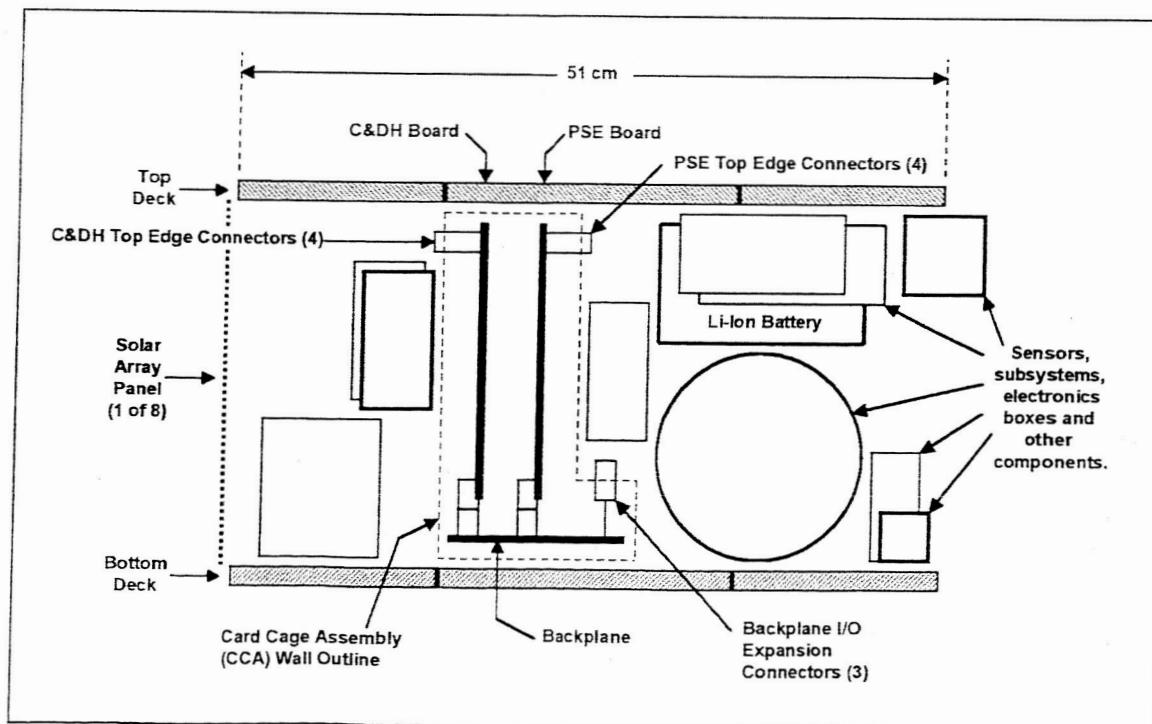 51 cm
C&DH Board
PSE Board
PSE Top Edge Connectors (4)
Top
Deck
C&DH Top Edge Connectors (4)
Li-Ion Battery
Solar
Array
Panel
(1 of 8)
Sensors,
subsystems,
electronics
boxes and
other
components.
Bottom
Deck
Card Cage Assembly
(CCA) Wall Outline
Backplane
Backplane I/O
Expansion
Connectors (3)